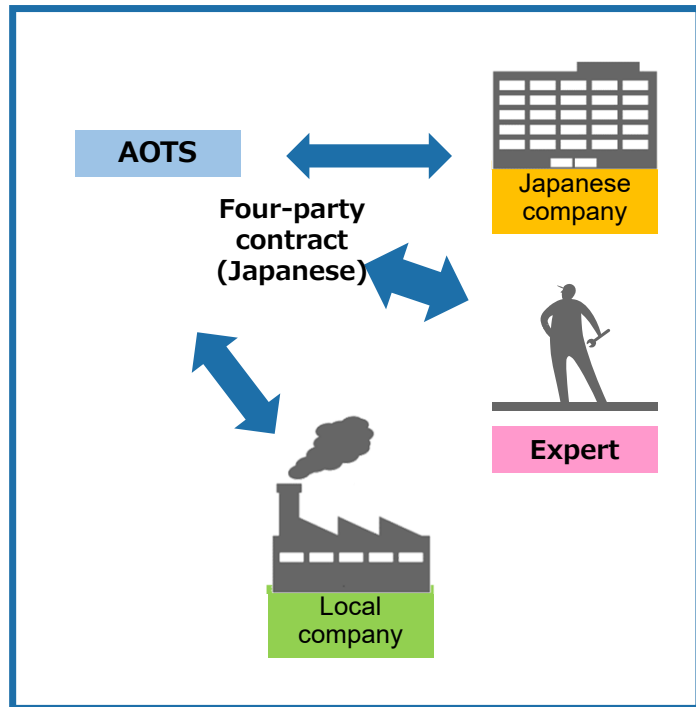 AOTS
Japanese
company
Four-party
contract
(Japanese)
Expert
Local
company